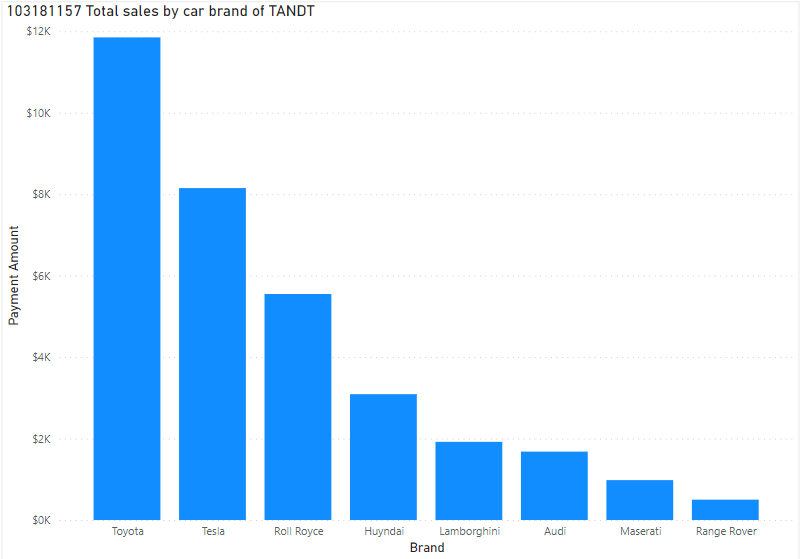 103181157 Total sales by car brand of TANDT
$12K
$10K
$8K
$6K
$4K
$2K
$0K
Payment Amount
Toyota Tesla Roll Royce Huyndai Lamborghini Audi Maserati Range Rover
Brand